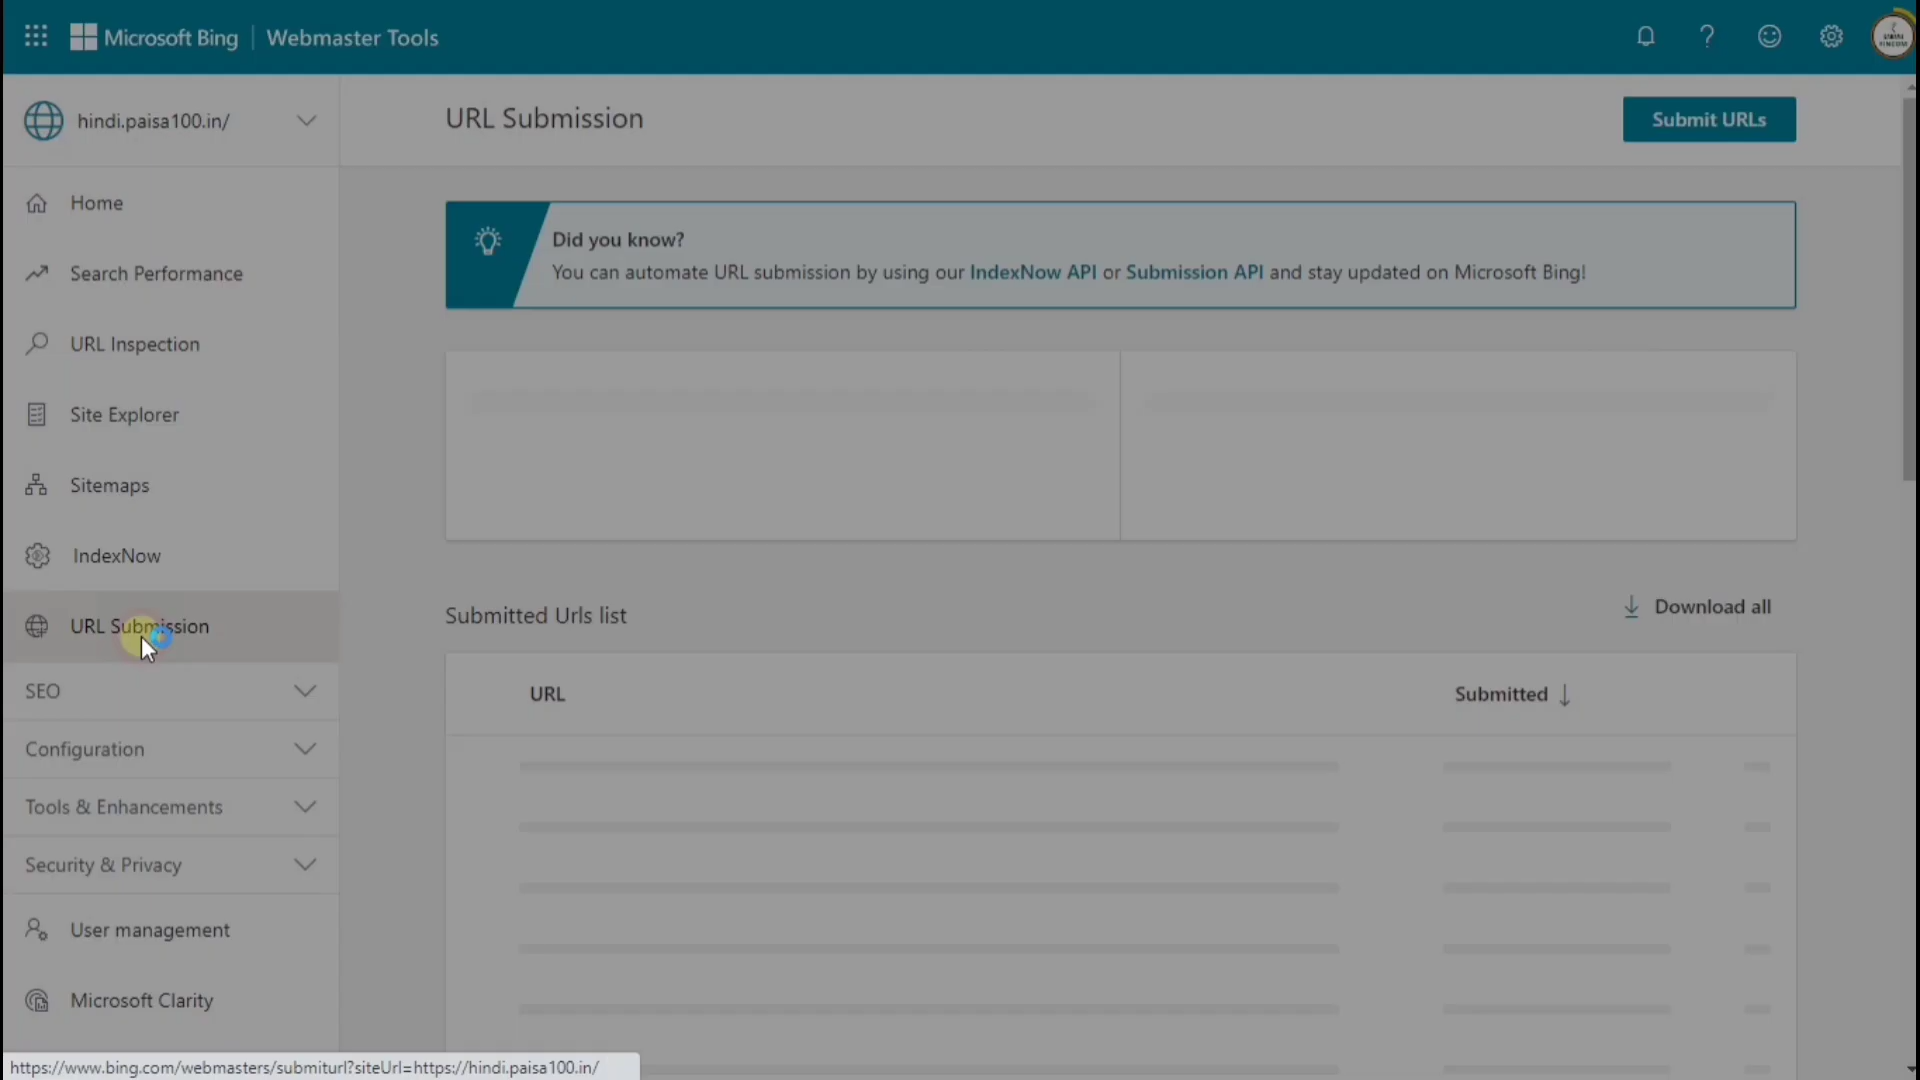 Microsoft Bing | Webmaster Tools
hindi.paisa100.in/
URL Submission
Submit URLs
Home
Search Performance
URL Inspection
Site Explorer
Sitemaps
IndexNow
URL Submission
SEO
Configuration
Tools & Enhancements
Security & Privacy
User management
Microsoft Clarity
Did you know?
You can automate URL submission by using our IndexNow API or Submission API and stay updated on Microsoft Bing!
Submitted Urls list
Download all
URL
Submitted
https://www.bing.com/webmasters/submiturl?siteUrl=https://hindi.paisa100.in/